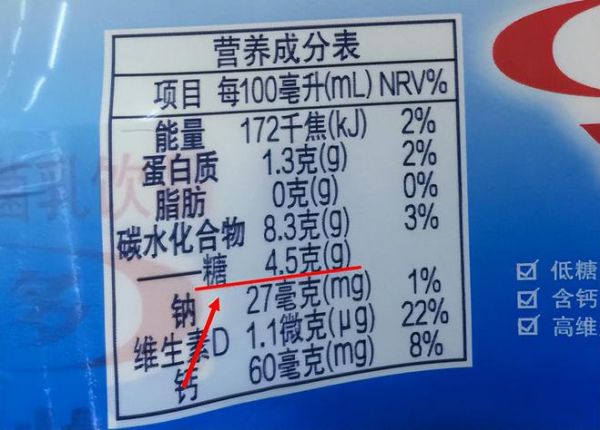 营养成分表
项目 每100毫升(mL) NRV%
能量 172千焦(kJ) 2%
蛋白质 1.3克(g) 2%
脂肪 0克(g) 0%
碳水化合物 8.3克(g) 3%
——糖 4.5克(g)
钠 27毫克(mg) 1%
维生素D 1.1微克(μg) 22%
钙 60毫克(mg) 8%
低糖
含钙
高维
乳饮